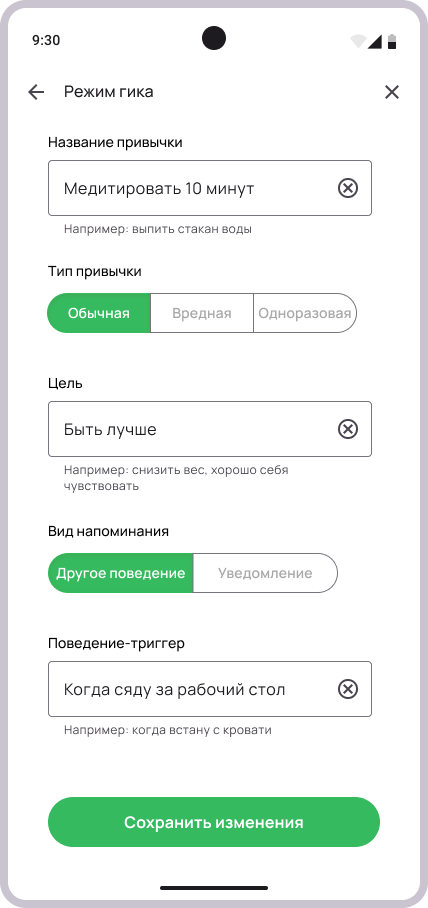 9:30
Режим гика
Название привычки
Медитировать 10 минут
Например: выпить стакан воды
Тип привычки
Обычная
Вредная
Одноразовая
Цель
Быть лучше
Например: снизить вес, хорошо себя
чувствовать
Вид напоминания
Другое поведение
Уведомление
Поведение-триггер
Когда сяду за рабочий стол
Например: когда встану с кровати
Сохранить изменения